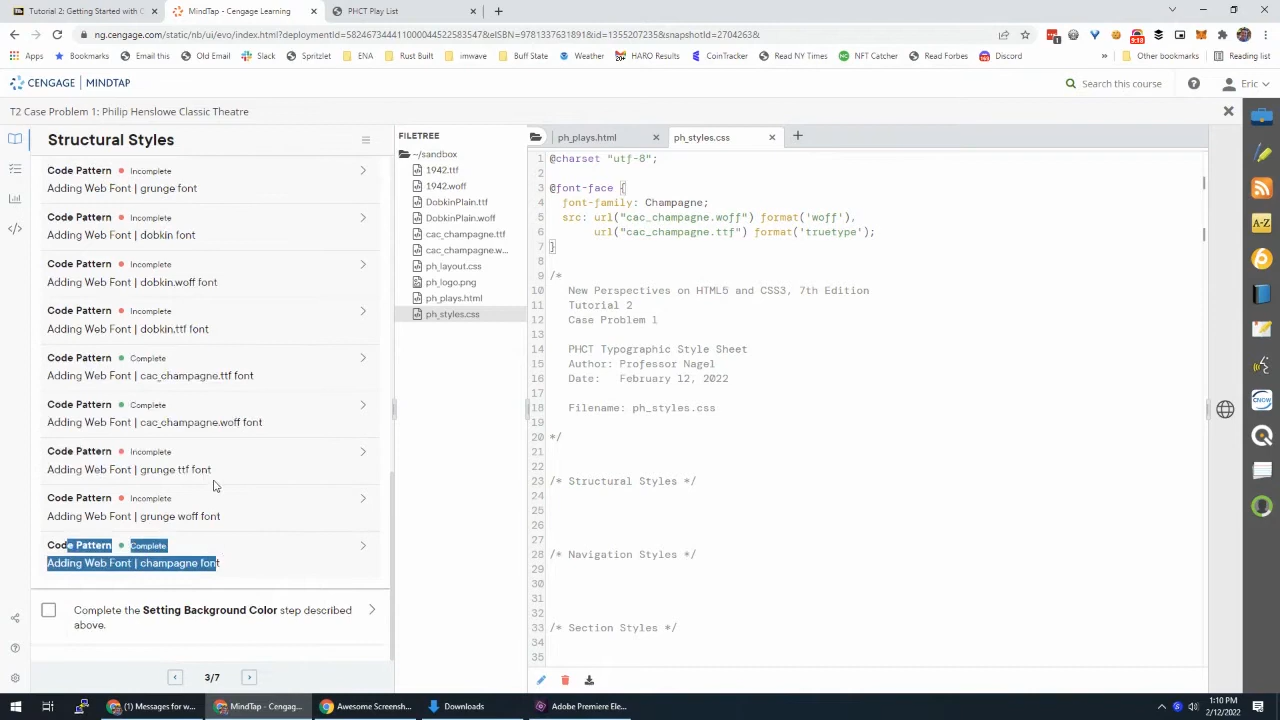 Tutorial 2: Getting Started with C
MindTap - Cengage Learning
PHCT Play List
ng.cengage.com/static/nb/ui/evo/index.html?deploymentId=58246734441100044522583547&eISBN=9781337631891&id=1355207235&snapshotId=2704263&
Apps
Bookmarks
Email this
Old Email
Slack
Spritzlet
ENA
Rust Built
imwave
Buff State
Weather
HARO Results
CoinTracker
Read NY Times
NFT Catcher
Read Forbes
Discord
Other bookmarks
Reading list
CENGAGE | MINDTAP
Search this course
Eric
T2 Case Problem 1: Philip Henslowe Classic Theatre
Structural Styles
Code Pattern Incomplete
Adding Web Font | grunge font
Code Pattern Incomplete
Adding Web Font | dobkin font
Code Pattern Incomplete
Adding Web Font | dobkin.woff font
Code Pattern Incomplete
Adding Web Font | dobkin.ttf font
Code Pattern Complete
Adding Web Font | cac_champagne.ttf font
Code Pattern Complete
Adding Web Font | cac_champagne.woff font
Code Pattern Incomplete
Adding Web Font | grunge ttf font
Code Pattern Incomplete
Adding Web Font | grunge woff font
Code Pattern Complete
Adding Web Font | champagne font
Complete the Setting Background Color step described
above.
3/7
FILETREE
~/sandbox
1942.ttf
1942.woff
DobkinPlain.ttf
DobkinPlain.woff
cac_champagne.ttf
cac_champagne.w...
ph_layout.css
ph_logo.png
ph_plays.html
ph_styles.css
ph_plays.html
ph_styles.css
1 @charset "utf-8";
2
3 @font-face {
4 font-family: Champagne;
5 src: url("cac_champagne.woff") format('woff'),
6 url("cac_champagne.ttf") format('truetype');
7 }
8
9 /*
10 New Perspectives on HTML5 and CSS3, 7th Edition
11 Tutorial 2
12 Case Problem 1
13
14 PHCT Typographic Style Sheet
15 Author: Professor Nagel
16 Date: February 12, 2022
17
18 Filename: ph_styles.css
19
20 */
21
22
23 /* Structural Styles */
24
25
26
27
28 /* Navigation Styles */
29
30
31
32
33 /* Section Styles */
34
35
A-Z
CNOW
9:18
(1) Messages for w...
MindTap - Cengag...
Awesome Screensh...
Downloads
Adobe Premiere Ele...
1:10 PM
2/12/2022